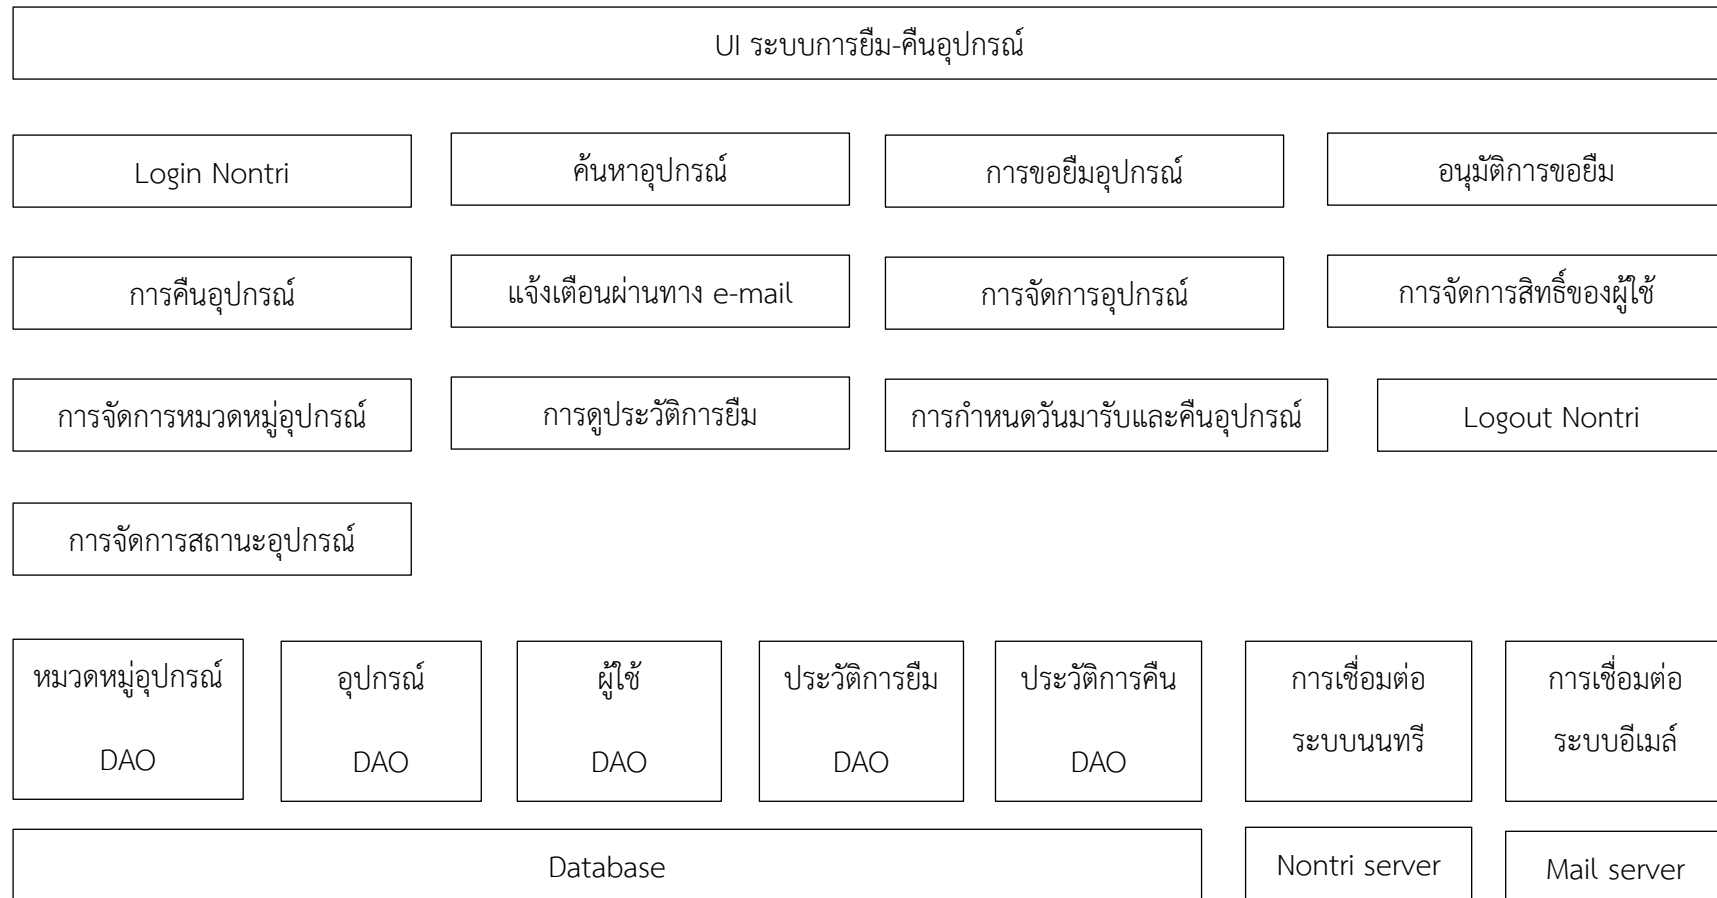 UI ระบบการยืม-คืนอุปกรณ์
Login Nontri
ค้นหาอุปกรณ์
การขอยืมอุปกรณ์
อนุมัติการขอยืม
การคืนอุปกรณ์
แจ้งเตือนผ่านทาง e-mail
การจัดการอุปกรณ์
การจัดการสิทธิ์ของผู้ใช้
การจัดการหมวดหมู่อุปกรณ์
การดูประวัติการยืม
การกำหนดวันมารับและคืนอุปกรณ์
Logout Nontri
การจัดการสถานะอุปกรณ์
หมวดหมู่อุปกรณ์
DAO
อุปกรณ์
DAO
ผู้ใช้
DAO
ประวัติการยืม
DAO
ประวัติการคืน
DAO
การเชื่อมต่อ
ระบบนนทรี
การเชื่อมต่อ
ระบบอีเมล์
Database
Nontri server
Mail server